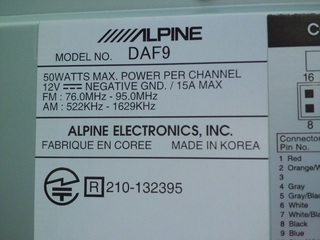 ALPINE
MODEL NO. DAF9
50WATTS MAX. POWER PER CHANNEL
12V NEGATIVE GND. / 15A MAX
FM : 76.0MHz - 95.0MHz
AM : 522KHz - 1629KHz
ALPINE ELECTRONICS, INC.
FABRIQUE EN COREE MADE IN KOREA
R 210-132395
C
16
8
Connector
Pin No.
1 Red
2 Orange/W
3
4 Gray
5 Gray/Blac
6 White
7 White/Bl
8 Black
9 Blue